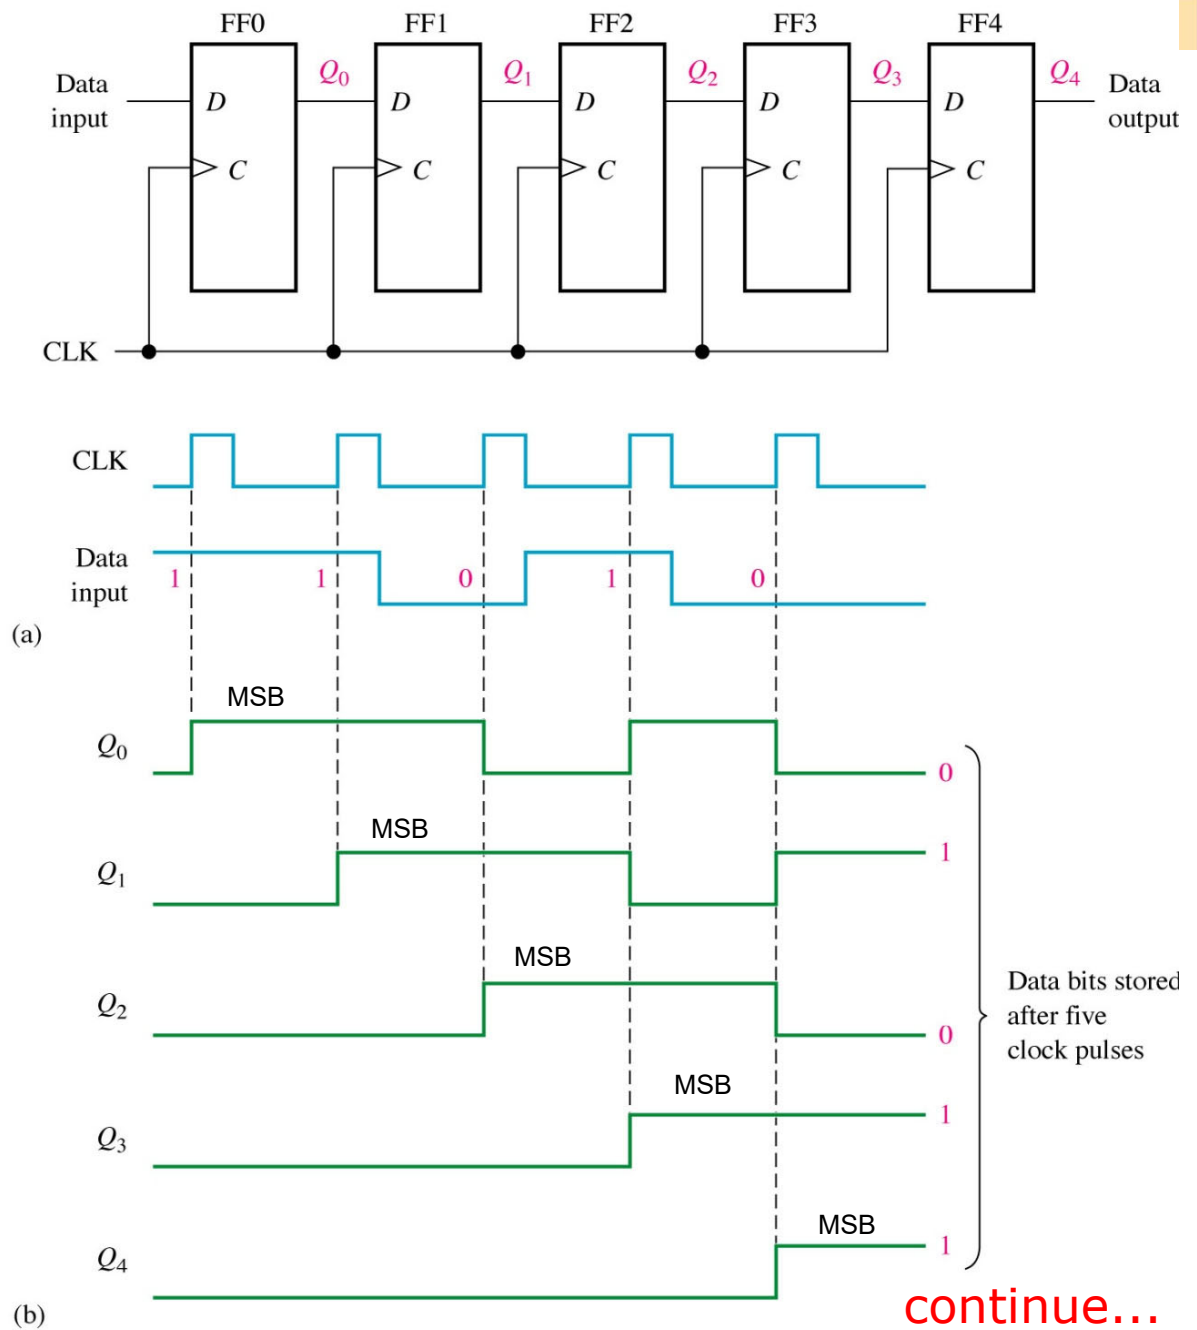 FF0 FF1 FF2 FF3 FF4
Data
input
Q0 Q1 Q2 Q3 Q4
Data
output
D D D D D
C C C C C
CLK
CLK
Data
input
1 1 0 1 0
(a)
MSB
Q0
0
MSB
Q1
1
MSB
Q2
0
Data bits stored
after five
clock pulses
MSB
Q3
1
MSB
Q4
1
(b)
continue...